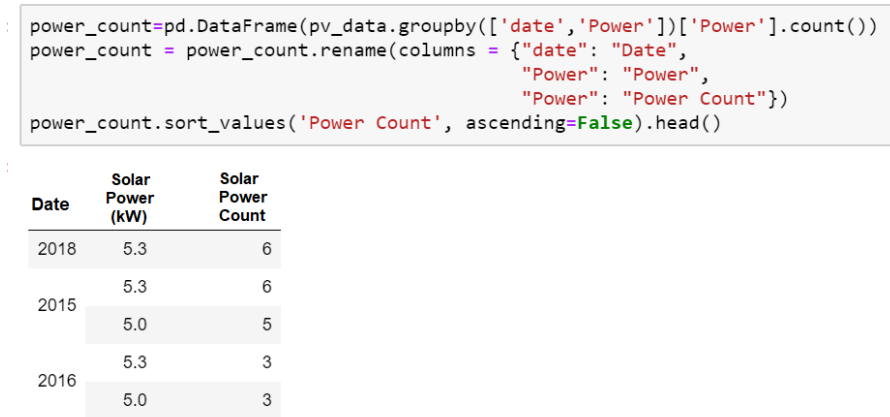 power_count=pd.DataFrame(pv_data.groupby(['date','Power'])['Power'].count())
power_count = power_count.rename(columns = {"date": "Date",
"Power": "Power",
"Power": "Power Count"})
power_count.sort_values('Power Count', ascending=False).head()
Date Solar Power (kW) Solar Power Count
2018 5.3 6
2015 5.3 6
5.0 5
2016 5.3 3
5.0 3